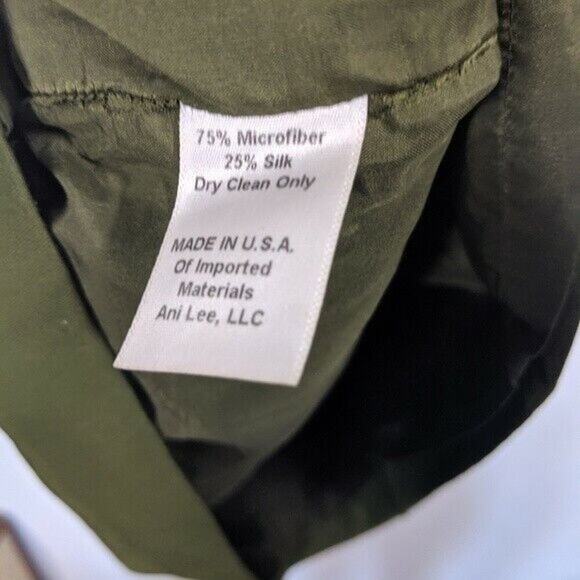 75% Microfiber
25% Silk
Dry Clean Only
MADE IN U.S.A.
Of Imported
Materials
Ani Lee, LLC